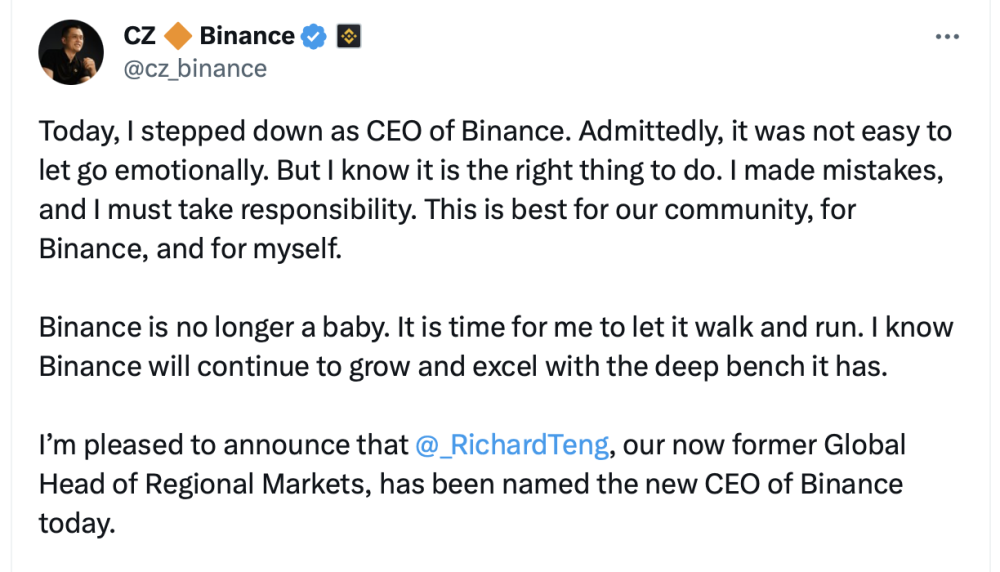 CZ 🔶 Binance
@cz_binance
Today, I stepped down as CEO of Binance. Admittedly, it was not easy to
let go emotionally. But I know it is the right thing to do. I made mistakes,
and I must take responsibility. This is best for our community, for
Binance, and for myself.
Binance is no longer a baby. It is time for me to let it walk and run. I know
Binance will continue to grow and excel with the deep bench it has.
I’m pleased to announce that @_RichardTeng, our now former Global
Head of Regional Markets, has been named the new CEO of Binance
today.